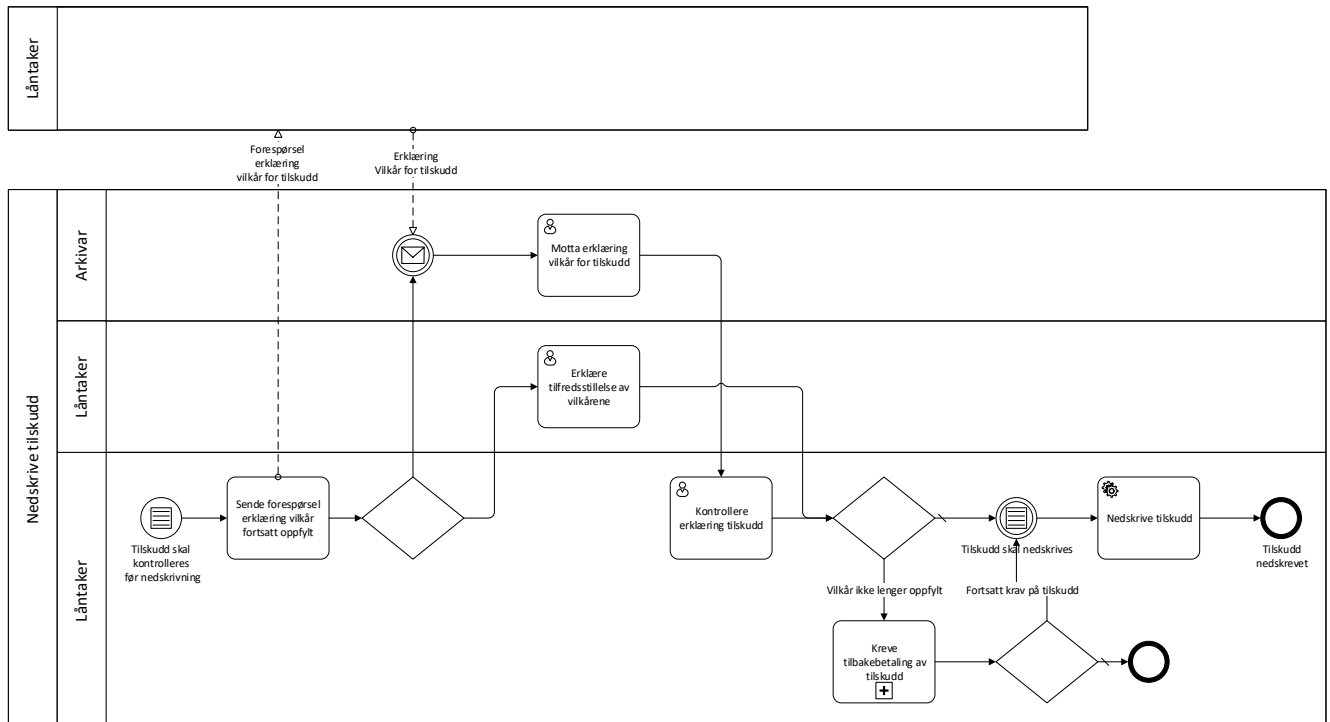 Låntaker
Forespørsel
erklæring
vilkår for tilskudd
Erklæring
Vilkår for tilskudd
Nedskrive tilskudd
Arkivar
Motta erklæring
vilkår for tilskudd
Låntaker
Erklære
tilfredsstillelse av
vilkårene
Låntaker
Tilskudd skal
kontrolleres
før nedskrivning
Sende forespørsel
erklæring vilkår
fortsatt oppfylt
Kontrollere
erklæring tilskudd
Tilskudd skal nedskrives
Nedskrive tilskudd
Tilskudd
nedskrevet
Vilkår ikke lenger oppfylt
Fortsatt krav på tilskudd
Kreve
tilbakebetaling av
tilskudd